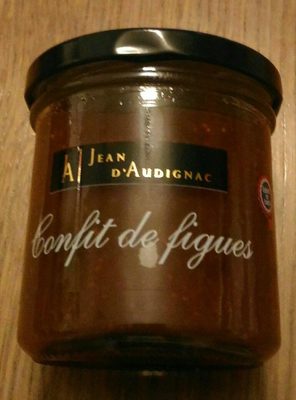 A
JEAN
D'AUDIGNAC
Confit de figues